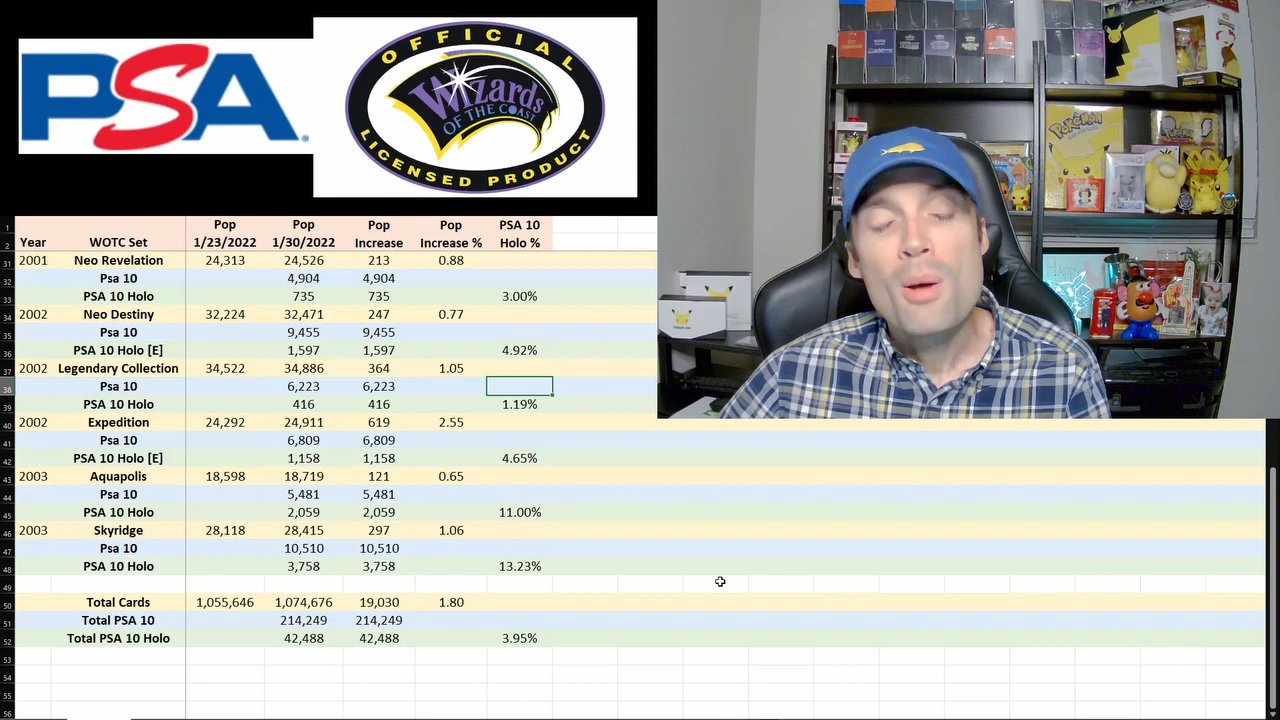 PSA
OFFICIAL
Wizards
OF THE COAST
LICENSED PRODUCT
POKÉMON
Happy
1 Pop Pop Pop Pop PSA 10
2 Year WOTC Set 1/23/2022 1/30/2022 Increase Increase % Holo %
31 2001 Neo Revelation 24,313 24,526 213 0.88
32 Psa 10 4,904 4,904
33 PSA 10 Holo 735 735 3.00%
34 2002 Neo Destiny 32,224 32,471 247 0.77
35 Psa 10 9,455 9,455
36 PSA 10 Holo [E] 1,597 1,597 4.92%
37 2002 Legendary Collection 34,522 34,886 364 1.05
38 Psa 10 6,223 6,223
39 PSA 10 Holo 416 416 1.19%
40 2002 Expedition 24,292 24,911 619 2.55
41 Psa 10 6,809 6,809
42 PSA 10 Holo [E] 1,158 1,158 4.65%
43 2003 Aquapolis 18,598 18,719 121 0.65
44 Psa 10 5,481 5,481
45 PSA 10 Holo 2,059 2,059 11.00%
46 2003 Skyridge 28,118 28,415 297 1.06
47 Psa 10 10,510 10,510
48 PSA 10 Holo 3,758 3,758 13.23%
49
50 Total Cards 1,055,646 1,074,676 19,030 1.80
51 Total PSA 10 214,249 214,249
52 Total PSA 10 Holo 42,488 42,488 3.95%
53
54
55
56